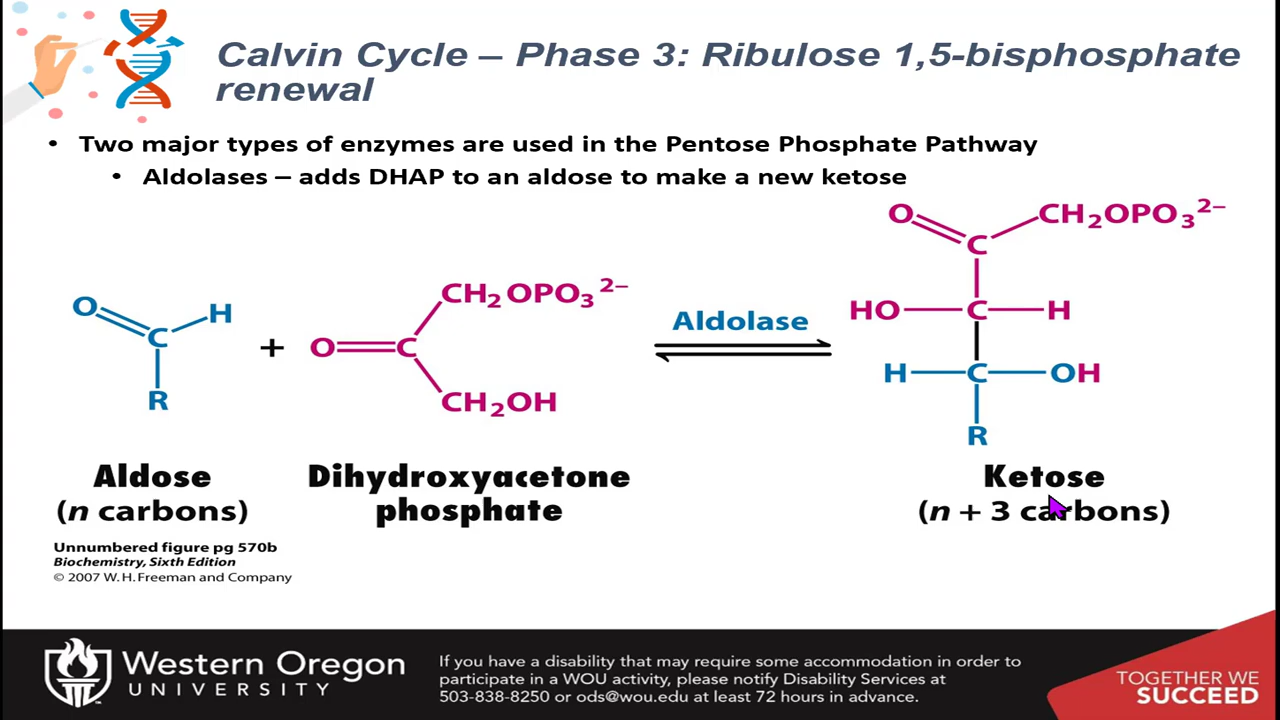 Calvin Cycle – Phase 3: Ribulose 1,5-bisphosphate
renewal
• Two major types of enzymes are used in the Pentose Phosphate Pathway
• Aldolases – adds DHAP to an aldose to make a new ketose
O
C
H
R
+
CH₂OPO₃²⁻
O
C
CH₂OH
Aldolase
O
CH₂OPO₃²⁻
C
HO
C
H
H
C
OH
R
Aldose
(n carbons)
Dihydroxyacetone
phosphate
Ketose
(n + 3 carbons)
Unnumbered figure pg 570b
Biochemistry, Sixth Edition
© 2007 W. H. Freeman and Company
Western Oregon
UNIVERSITY
If you have a disability that may require some accommodation in order to
participate in a WOU activity, please notify Disability Services at
503-838-8250 or ods@wou.edu at least 72 hours in advance.
TOGETHER WE
SUCCEED